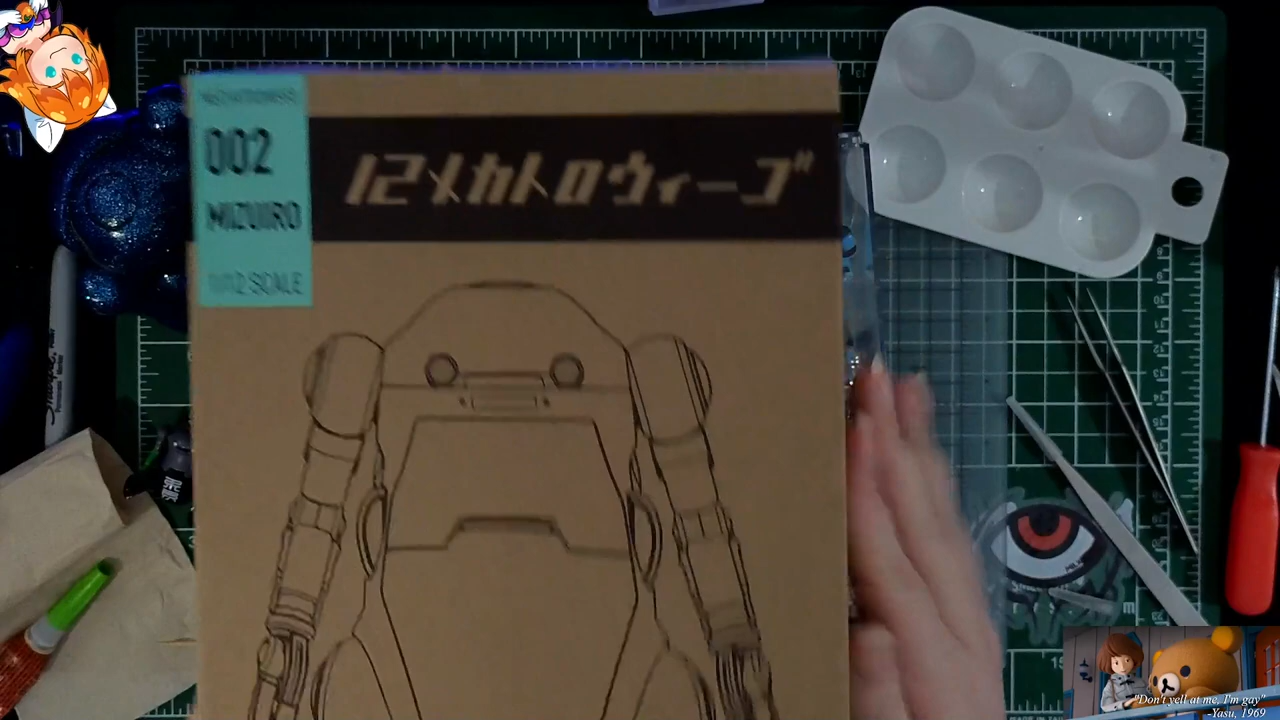 002
MIZUIRO
1/12 SCALE
12メカトロウィーゴ
Sharpie
"Don't yell at me, I'm gay"
-Yasu, 1969